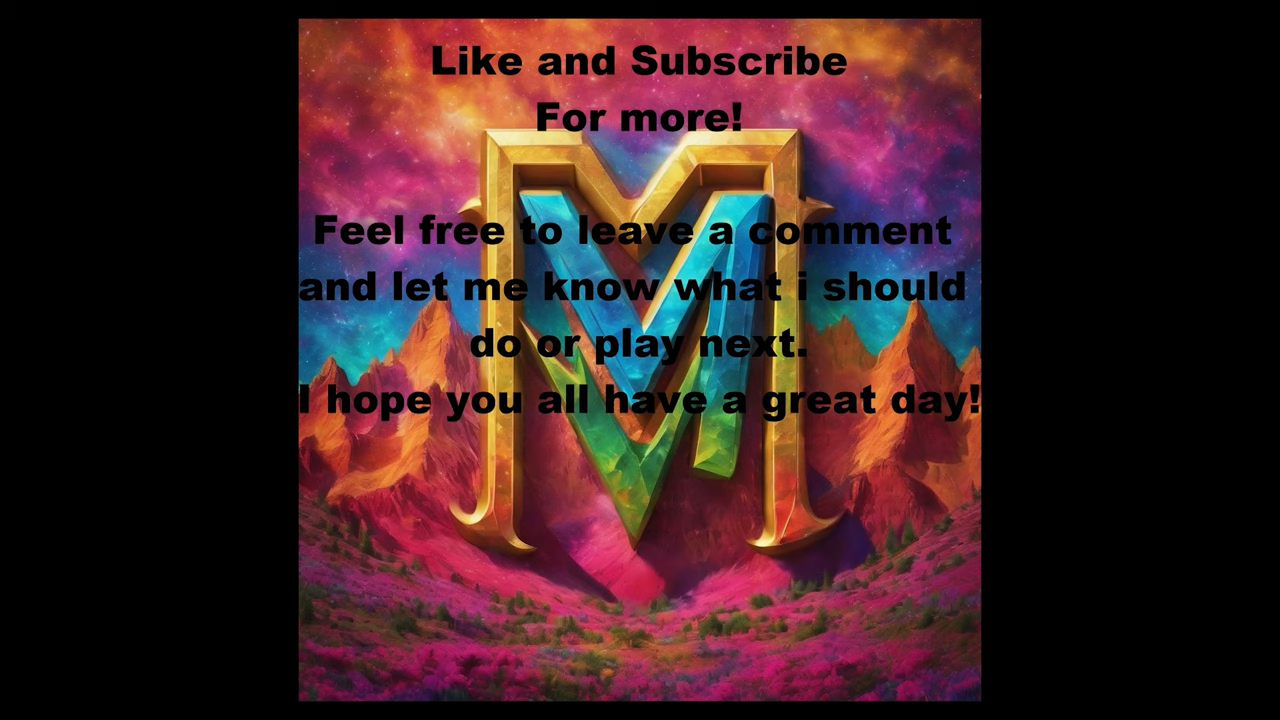 Like and Subscribe
For more!
Feel free to leave a comment
and let me know what i should
do or play next.
I hope you all have a great day!
M